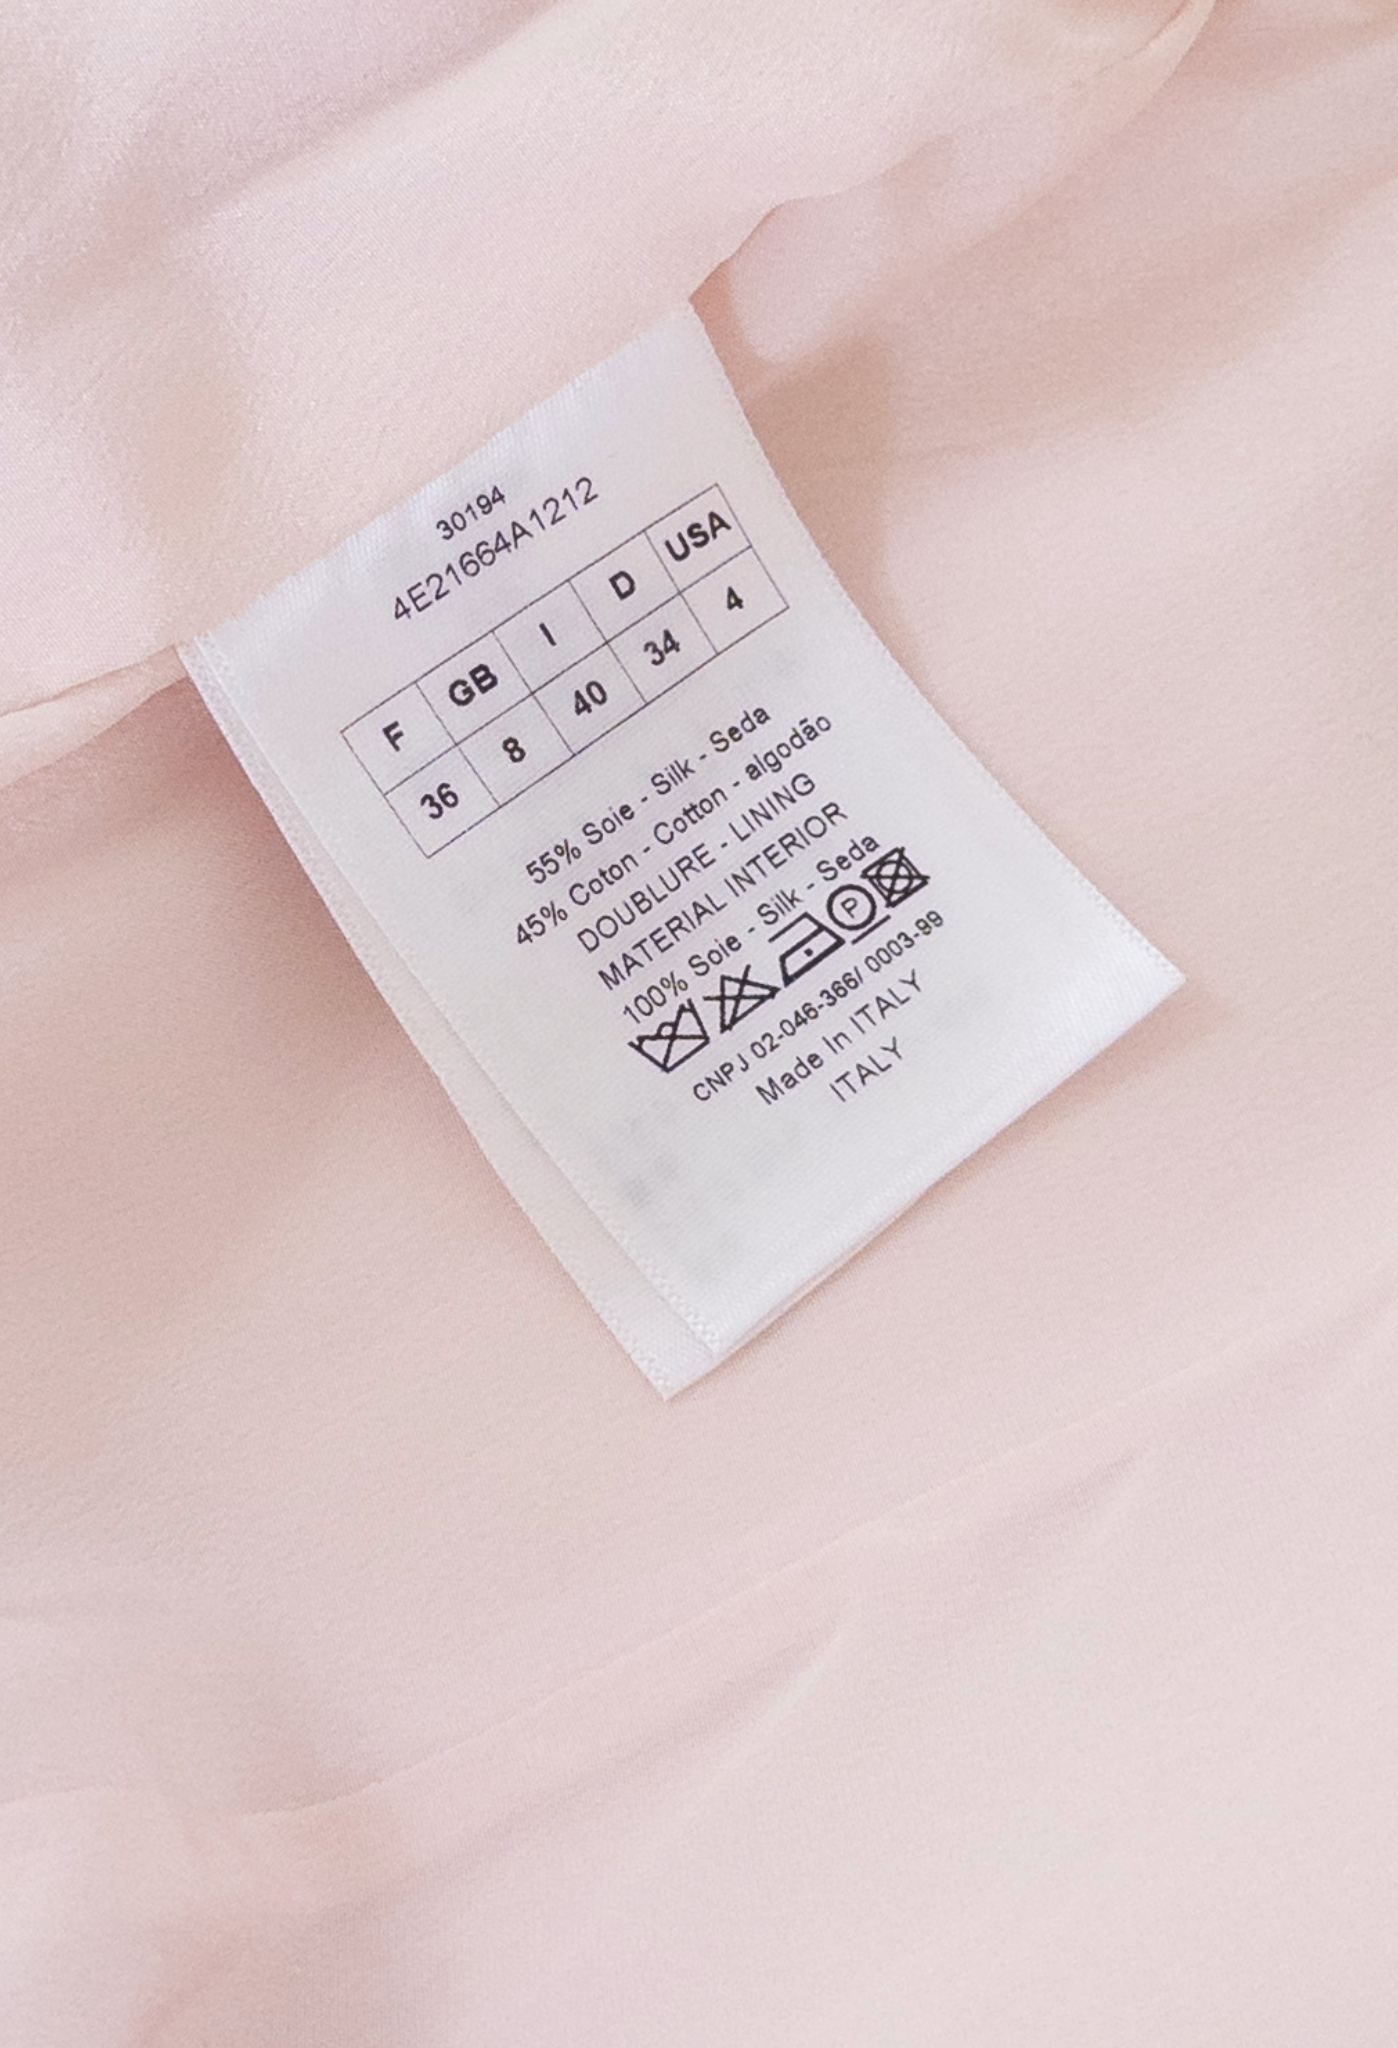 30194
4E21664A1212
F GB I D USA
36 8 40 34 4
55% Soie - Silk - Seda
45% Coton - Cotton - algodão
DOUBLURE - LINING
MATERIAL INTERIOR
100% Soie - Silk - Seda
P
CNPJ 02-046-366/ 0003-99
Made In ITALY
ITALY